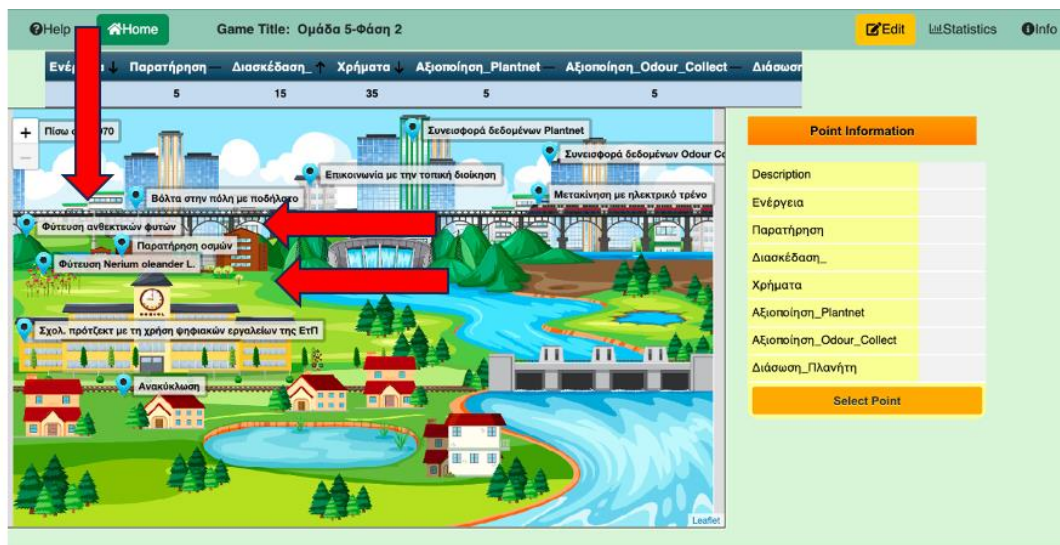 Help Home Game Title: Ομάδα 5-Φάση 2 Edit Statistics Info
Παρατήρηση Διασκέδαση_ Χρήματα Αξιοποίηση_Plantnet Αξιοποίηση_Odour_Collect
5 15 35 5 5
+ Πίσω
-
Συνεισφορά δεδομένων Plantnet
Συνεισφορά δεδομένων Odour
Επικοινωνία με την τοπική διοίκηση
Βόλτα στην πόλη με ποδήλατο
Μετακίνηση με ηλεκτρικό τρένο
Φύτευση ανθεκτικών φυτών
Παρατήρηση οσμών
Φύτευση Nerium oleander L.
Σχολ. πρότζεκτ με τη χρήση ψηφιακών εργαλείων της ΕτΠ
Ανακύκλωση
Leaflet
Point Information
Description
Ενέργεια
Παρατήρηση
Διασκέδαση_
Χρήματα
Αξιοποίηση_Plantnet
Αξιοποίηση_Odour_Collect
Διάσωση_Πλανήτη
Select Point